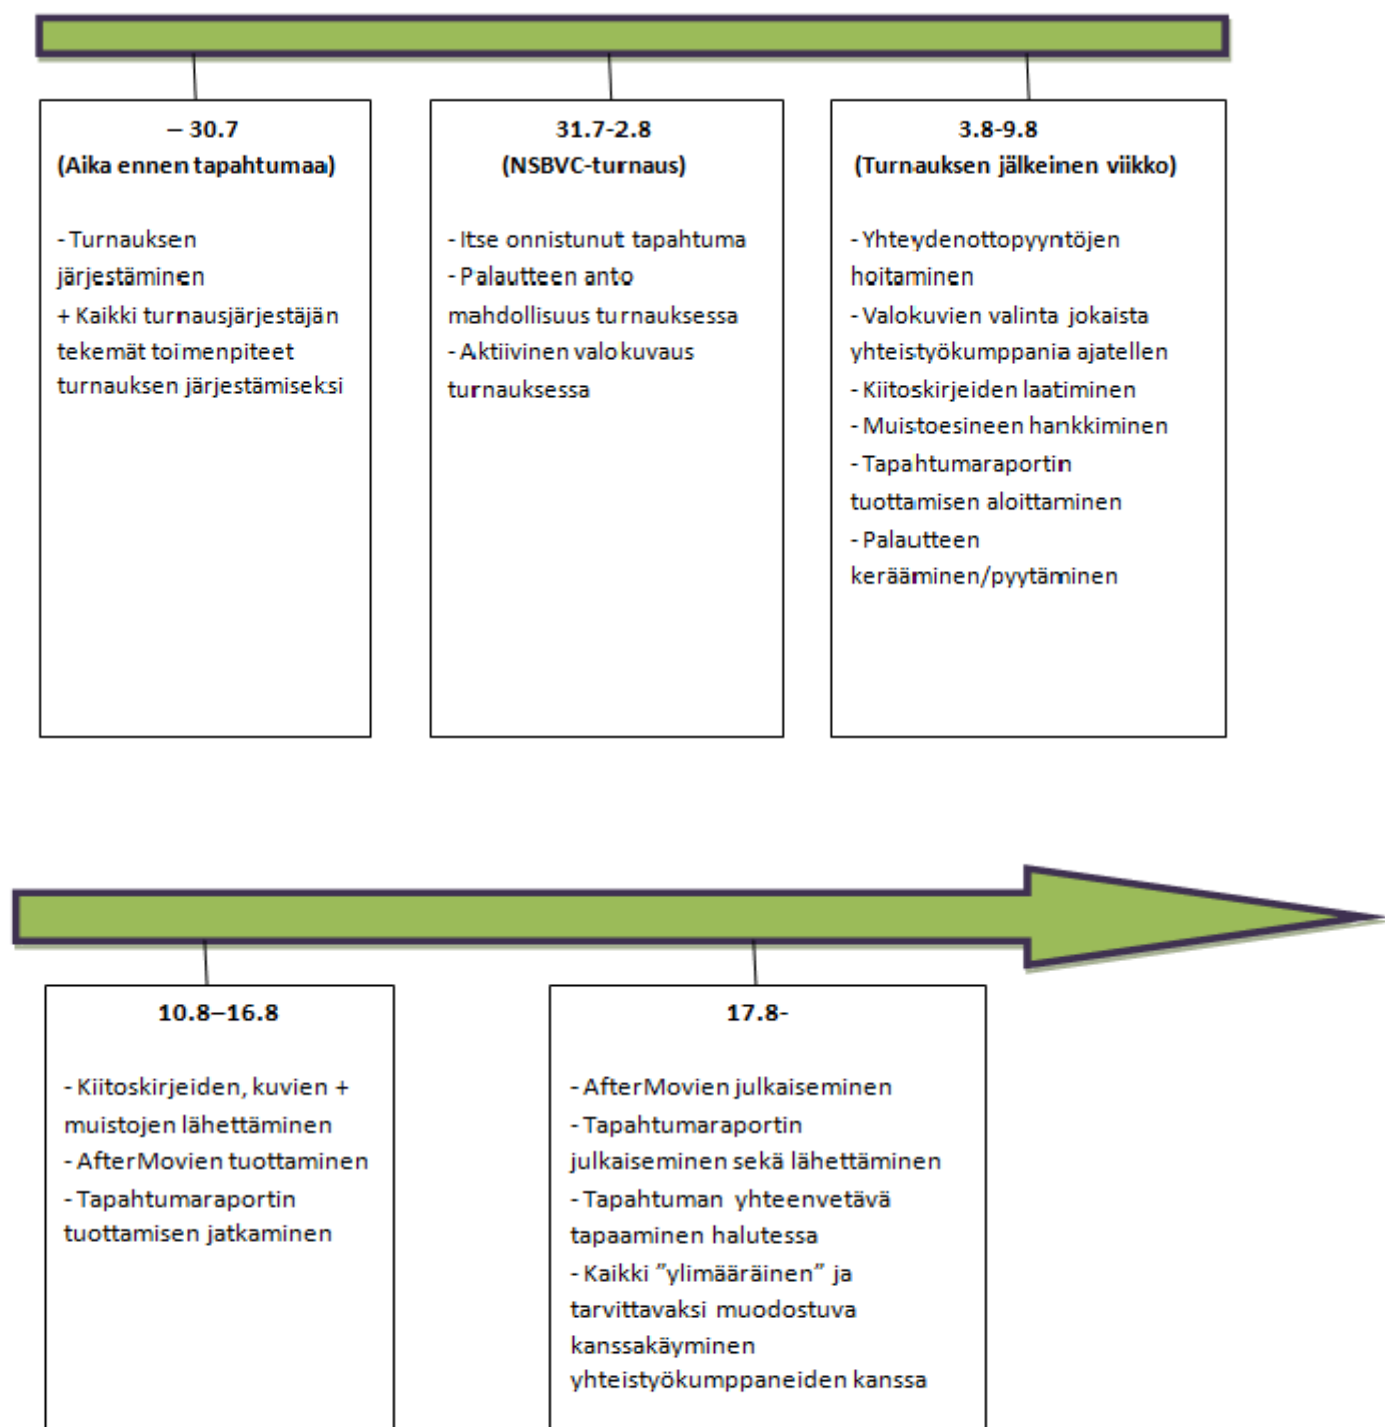 – 30.7
(Aika ennen tapahtumaa)
- Turnauksen
järjestäminen
+ Kaikki turnausjärjestäjän
tekemät toimenpiteet
turnauksen järjestämiseksi
31.7-2.8
(NSBVC-turnaus)
- Itse onnistunut tapahtuma
- Palautteen anto
mahdollisuus turnauksessa
- Aktiivinen valokuvaus
turnauksessa
3.8-9.8
(Turnauksen jälkeinen viikko)
- Yhteydenottopyyntöjen
hoitaminen
- Valokuvien valinta jokaista
yhteistyökumppania ajatellen
- Kiitoskirjeiden laatiminen
- Muistoesineen hankkiminen
- Tapahtumaraportin
tuottamisen aloittaminen
- Palautteen
kerääminen/pyytäminen
10.8–16.8
- Kiitoskirjeiden, kuvien +
muistojen lähettäminen
- AfterMovien tuottaminen
- Tapahtumaraportin
tuottamisen jatkaminen
17.8-
- AfterMovien julkaiseminen
- Tapahtumaraportin
julkaiseminen sekä lähettäminen
- Tapahtuman yhteenvetävä
tapaaminen halutessa
- Kaikki ”ylimääräinen” ja
tarvittavaksi muodostuva
kanssakäyminen
yhteistyökumppaneiden kanssa